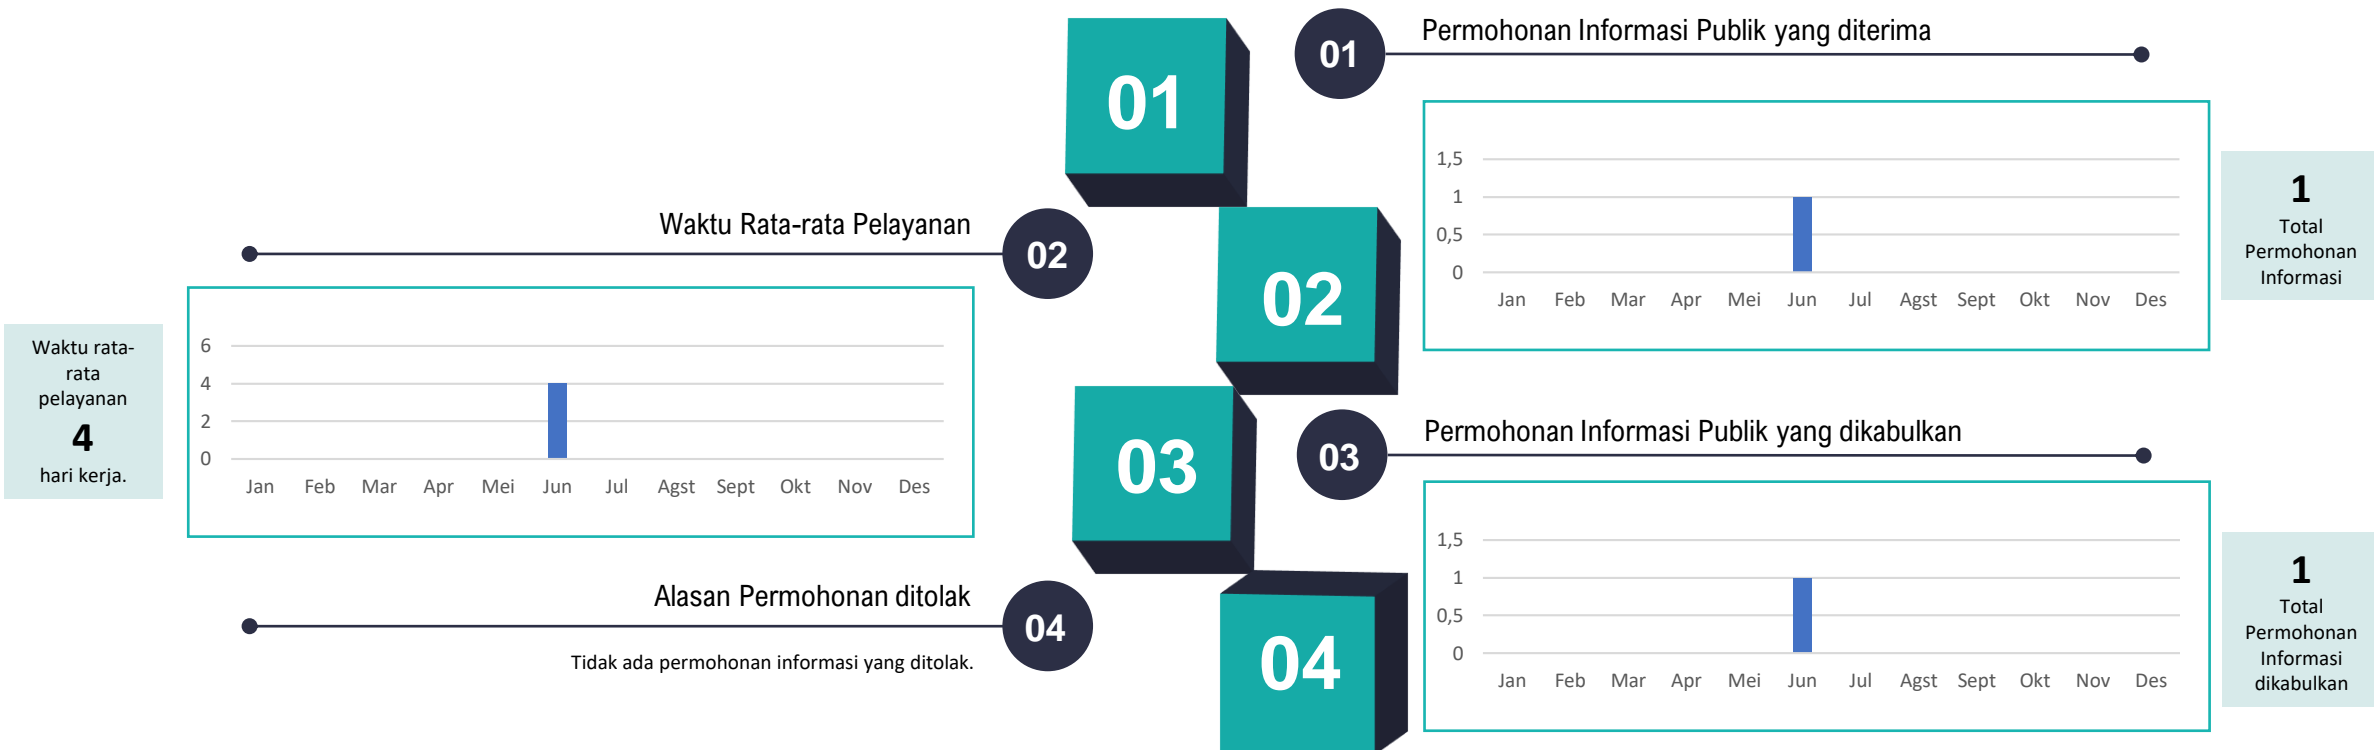 01
01
Permohonan Informasi Publik yang diterima
1,5
1
0,5
0
Jan Feb Mar Apr Mei Jun Jul Agst Sept Okt Nov Des
1
Total
Permohonan
Informasi
02
02
Waktu Rata-rata Pelayanan
Waktu rata-
rata
pelayanan
4
hari kerja.
6
4
2
0
Jan Feb Mar Apr Mei Jun Jul Agst Sept Okt Nov Des
03
03
Permohonan Informasi Publik yang dikabulkan
1,5
1
0,5
0
Jan Feb Mar Apr Mei Jun Jul Agst Sept Okt Nov Des
1
Total
Permohonan
Informasi
dikabulkan
04
04
Alasan Permohonan ditolak
Tidak ada permohonan informasi yang ditolak.